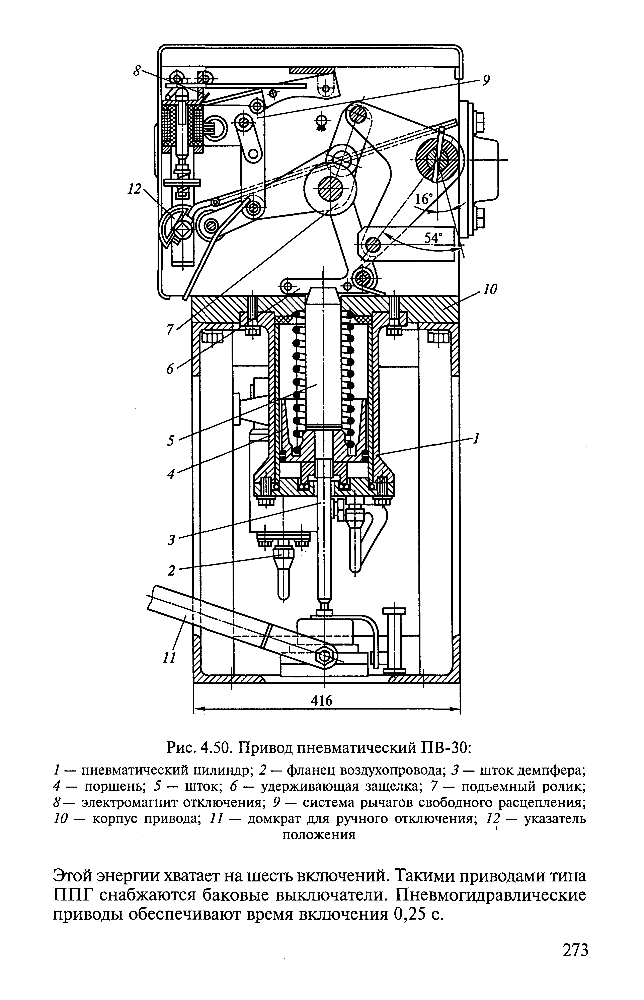 8
9
12
16°
54°
10
7
6
5
1
4
3
2
11
416
Рис. 4.50. Привод пневматический ПВ-30:
1 — пневматический цилиндр; 2 — фланец воздухопровода; 3 — шток демпфера;
4 — поршень; 5 — шток; 6 — удерживающая защелка; 7 — подъемный ролик;
8 — электромагнит отключения; 9 — система рычагов свободного расцепления;
10 — корпус привода; 11 — домкрат для ручного отключения; 12 — указатель
положения
Этой энергии хватает на шесть включений. Такими приводами типа
ППГ снабжаются баковые выключатели. Пневмогидравлические
приводы обеспечивают время включения 0,25 с.
273